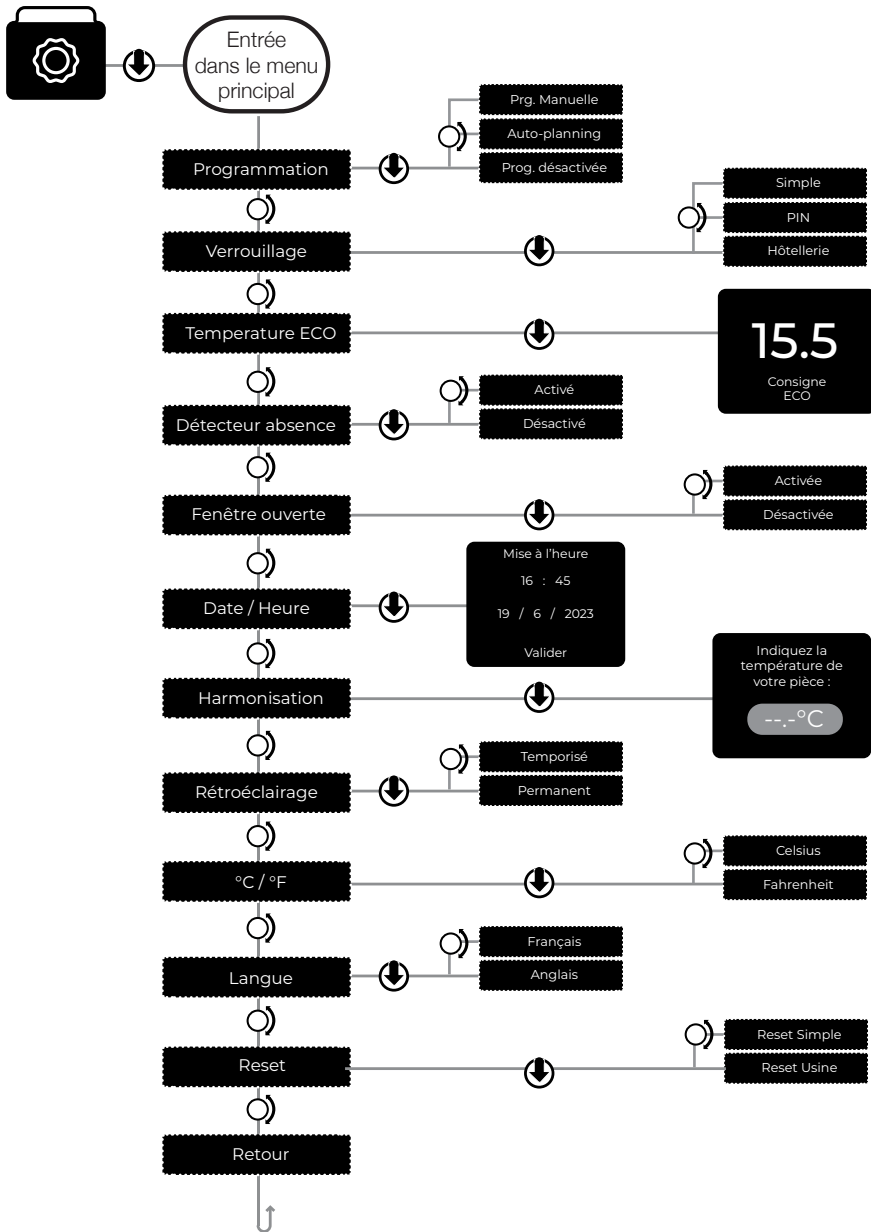 Entrée
dans le menu
principal
Programmation
Prg. Manuelle
Auto-planning
Prog. désactivée
Verrouillage
Simple
PIN
Hôtellerie
Temperature ECO
15.5
Consigne
ECO
Détecteur absence
Activé
Désactivé
Fenêtre ouverte
Activée
Désactivée
Date / Heure
Mise à l'heure
16 : 45
19 / 6 / 2023
Valider
Harmonisation
Indiquez la
température de
votre pièce :
--.-°C
Rétroéclairage
Temporisé
Permanent
°C / °F
Celsius
Fahrenheit
Langue
Français
Anglais
Reset
Reset Simple
Reset Usine
Retour